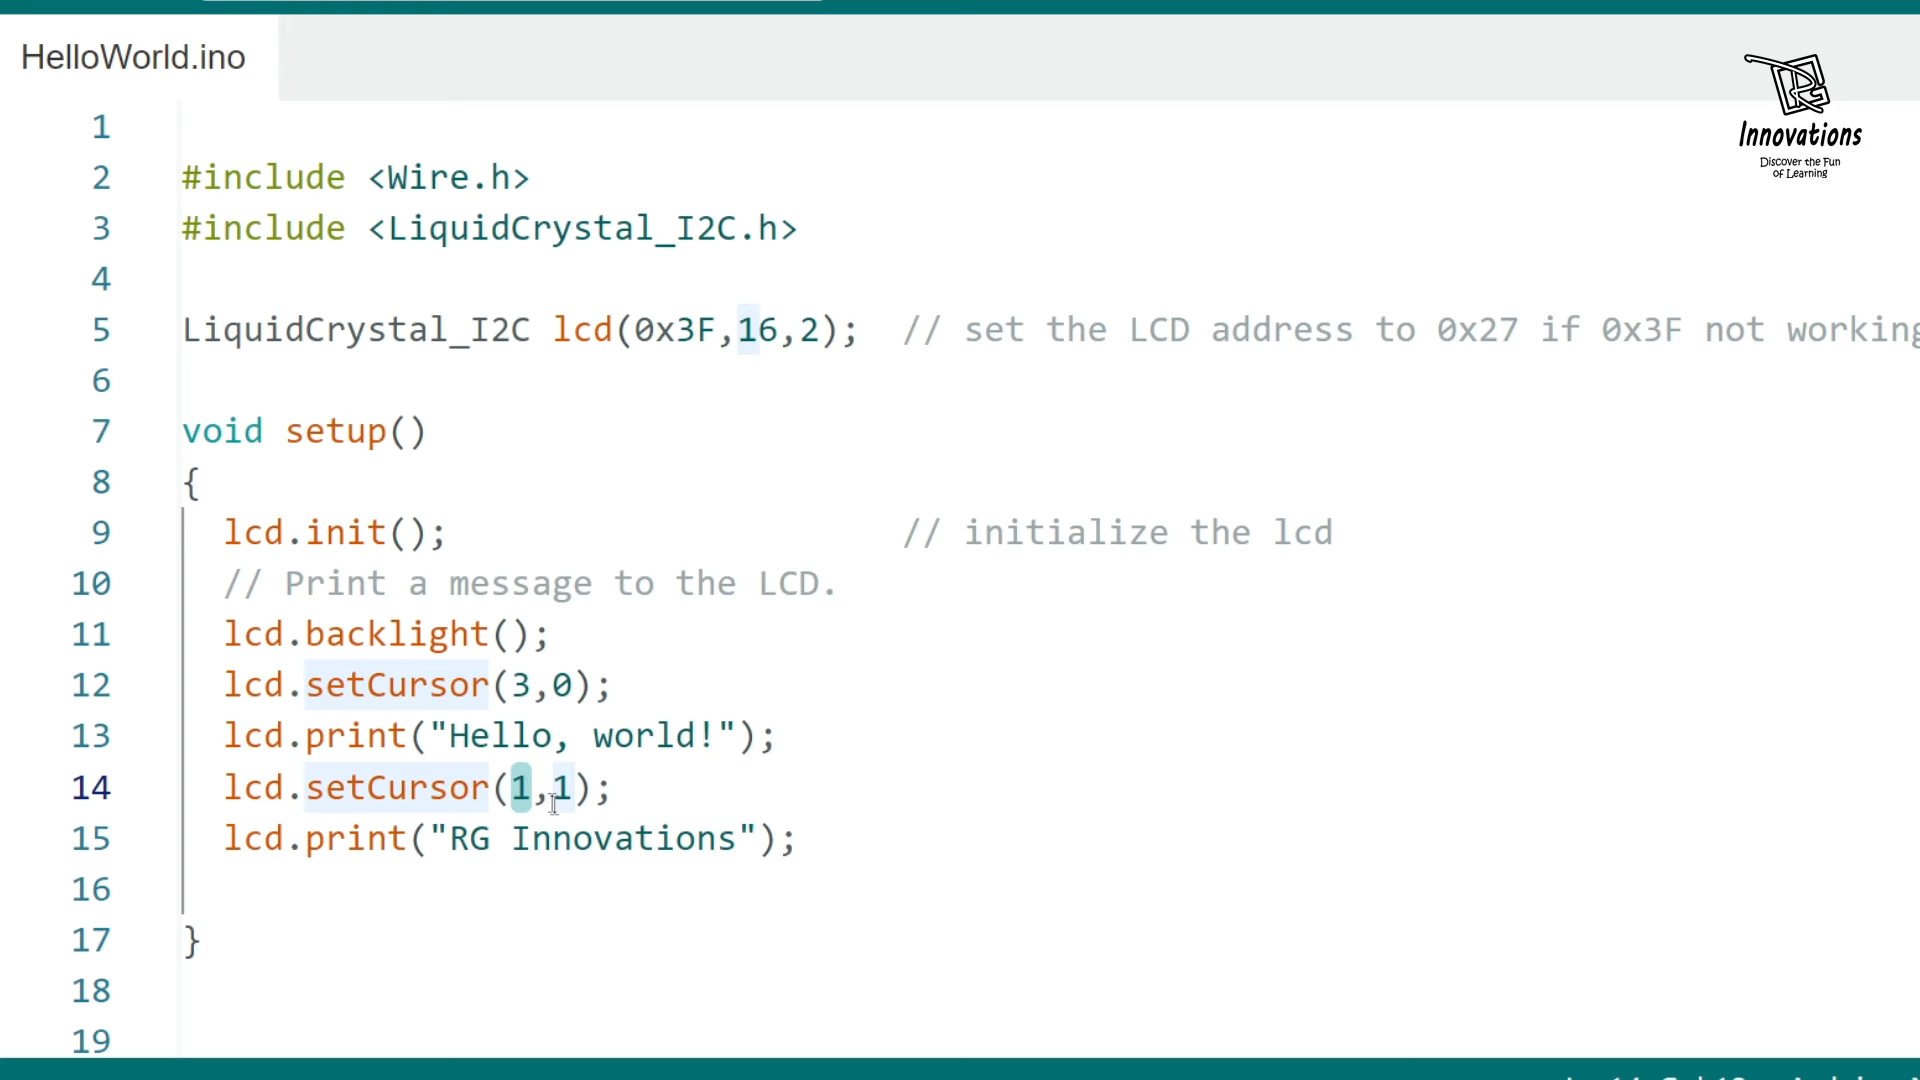 HelloWorld.ino
Innovations
Discover the Fun
of Learning
1
2 #include <Wire.h>
3 #include <LiquidCrystal_I2C.h>
4
5 LiquidCrystal_I2C lcd(0x3F,16,2);  // set the LCD address to 0x27 if 0x3F not working
6
7 void setup()
8 {
9 lcd.init();                      // initialize the lcd
10 // Print a message to the LCD.
11 lcd.backlight();
12 lcd.setCursor(3,0);
13 lcd.print("Hello, world!");
14 lcd.setCursor(1,1);
15 lcd.print("RG Innovations");
16
17 }
18
19